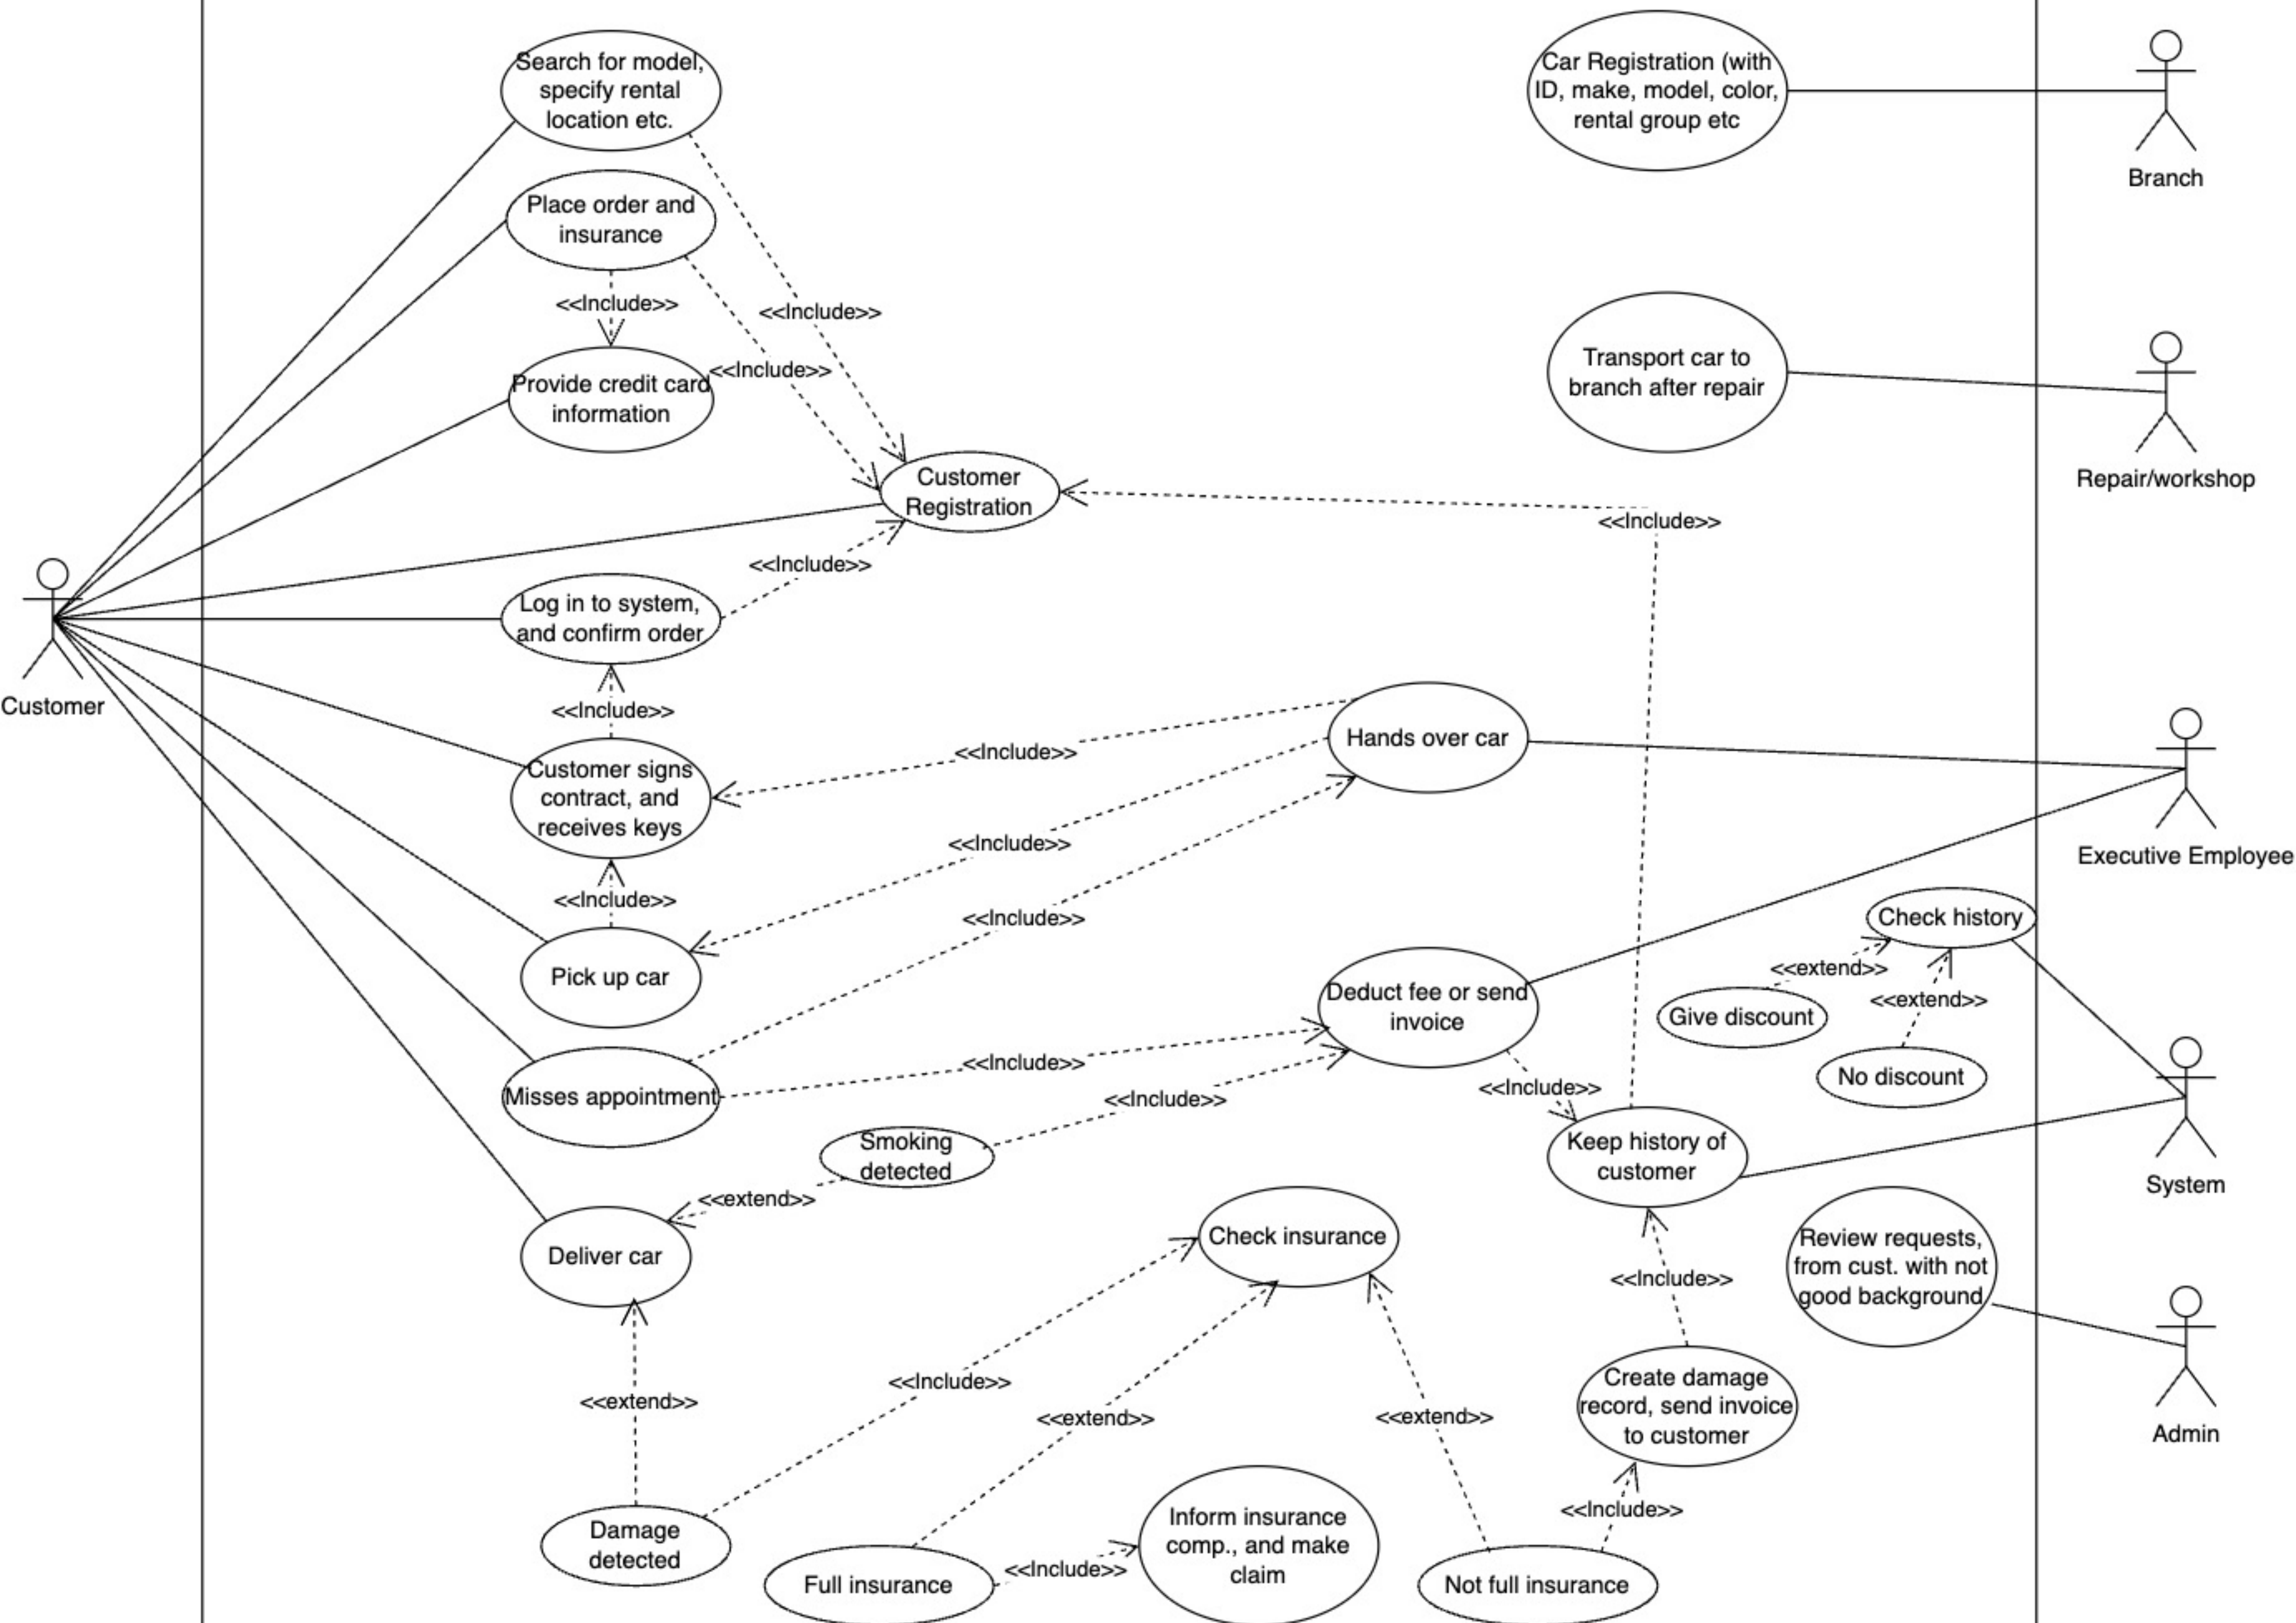 Search for model,
specify rental
location etc.
Car Registration (with
ID, make, model, color,
rental group etc
Branch
Place order and
insurance
<<Include>>
<<Include>>
<<Include>>
Provide credit card
information
Transport car to
branch after repair
Repair/workshop
Customer
Registration
<<Include>>
<<Include>>
Log in to system,
and confirm order
Customer
<<Include>>
Hands over car
<<Include>>
Customer signs
contract, and
receives keys
<<Include>>
Executive Employee
<<Include>>
<<Include>>
Check history
<<extend>>
<<extend>>
Pick up car
Deduct fee or send
invoice
Give discount
No discount
<<Include>>
Misses appointment
<<Include>>
<<Include>>
Smoking
detected
Keep history of
customer
System
<<extend>>
Deliver car
Check insurance
Review requests,
from cust. with not
good background
<<Include>>
<<Include>>
<<extend>>
<<extend>>
<<extend>>
Create damage
record, send invoice
to customer
Admin
<<Include>>
Damage
detected
Inform insurance
comp., and make
claim
Full insurance
<<Include>>
Not full insurance